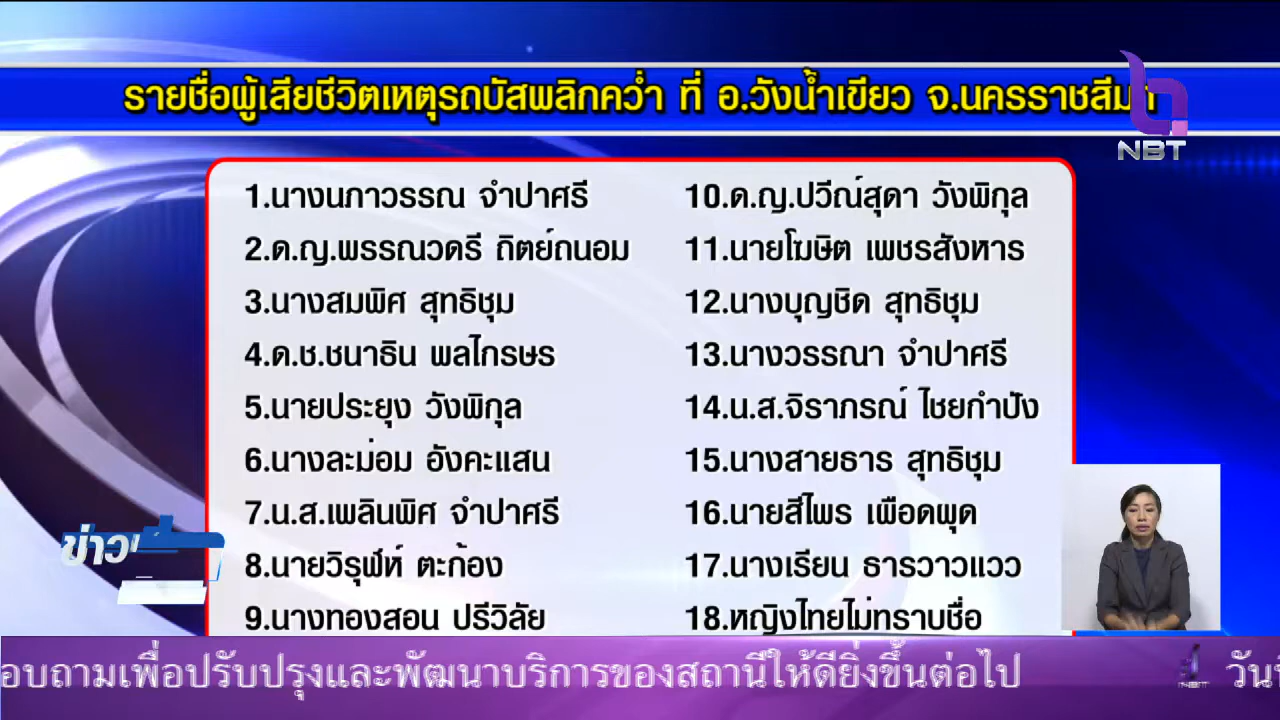 รายชื่อผู้เสียชีวิตเหตุรถบัสพลิกคว่ำ ที่ อ.วังน้ำเขียว จ.นครราชสีมา
NBT
1.นางนภาวรรณ จำปาศรี
2.ด.ญ.พรรณวดรี ถิตย์ถนอม
3.นางสมพิศ สุทธิชุม
4.ด.ช.ชนาธิน พลไกรษร
5.นายประยุง วังพิกุล
6.นางละม่อม อังคะแสน
7.น.ส.เพลินพิศ จำปาศรี
8.นายวิรุฬห์ ตะก้อง
9.นางทองสอน ปรีวิลัย
10.ด.ญ.ปวีณ์สุดา วังพิกุล
11.นายโฆษิต เพชรสังหาร
12.นางบุญชิด สุทธิชุม
13.นางวรรณา จำปาศรี
14.น.ส.จิราภรณ์ ไชยกำปัง
15.นางสายธาร สุทธิชุม
16.นายสีไพร เผือดผุด
17.นางเรียน ธารวาวแวว
18.หญิงไทยไม่ทราบชื่อ
ข่าว
อบถามเพื่อปรับปรุงและพัฒนาบริการของสถานีให้ดียิ่งขึ้นต่อไป NBT วันที่